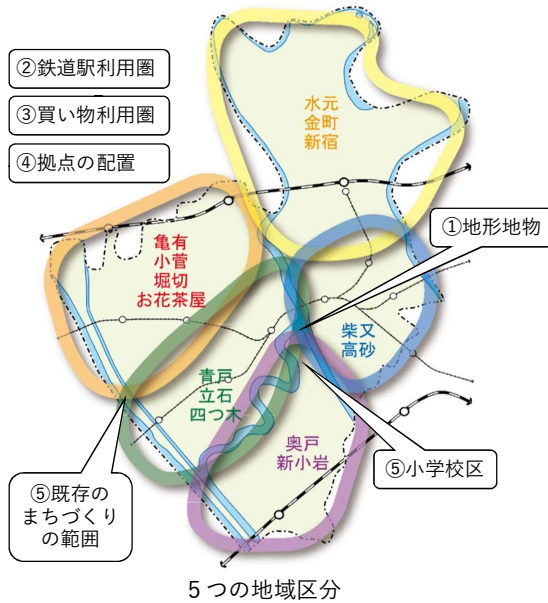 ②鉄道駅利用圏
③買い物利用圏
④拠点の配置
水元
金町
新宿
①地形地物
亀有
小菅
堀切
お花茶屋
柴又
高砂
青戸
立石
四つ木
奥戸
新小岩
⑤小学校区
⑤既存の
まちづくり
の範囲
5つの地域区分